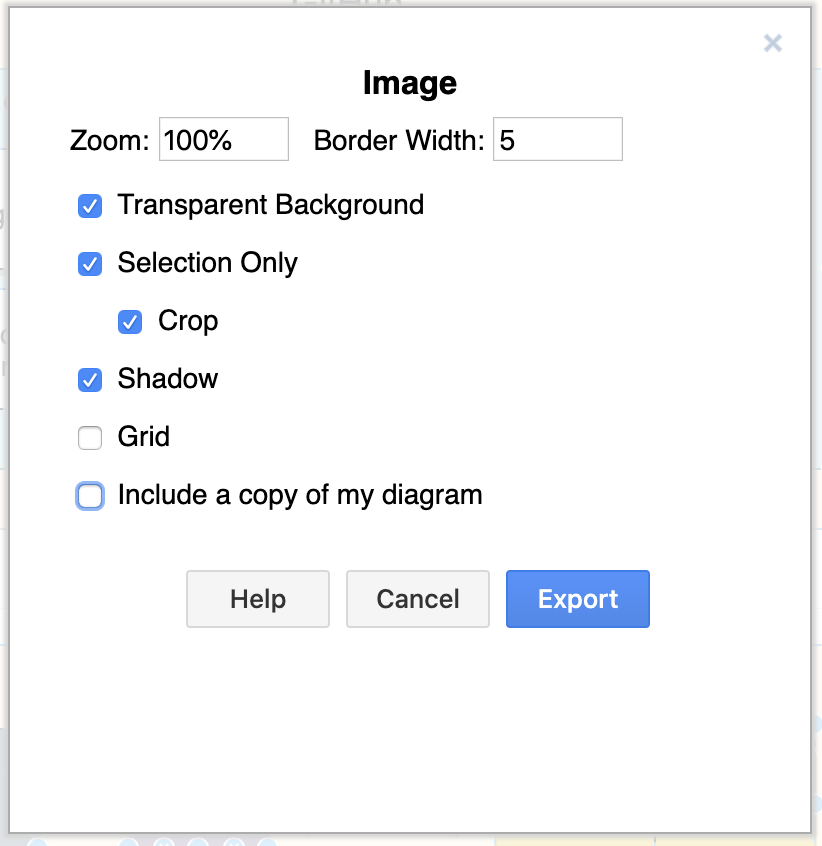 Image
Zoom: 100% Border Width: 5
Transparent Background
Selection Only
Crop
Shadow
Grid
Include a copy of my diagram
Help Cancel Export